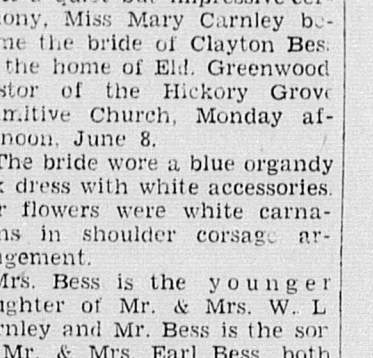 ony, Miss Mary Carnley be-
me the bride of Clayton Bes
the home of Eld. Greenwood
stor of the Hickory Grove
mitive Church, Monday af-
noon, June 8.
The bride wore a blue organdy
dress with white accessories.
r flowers were white carna-
ns in shoulder corsage ar-
gement.
Mrs. Bess is the younger
ughter of Mr. & Mrs. W. L
rnley and Mr. Bess is the sor
Mr. & Mrs. Earl Bess, both